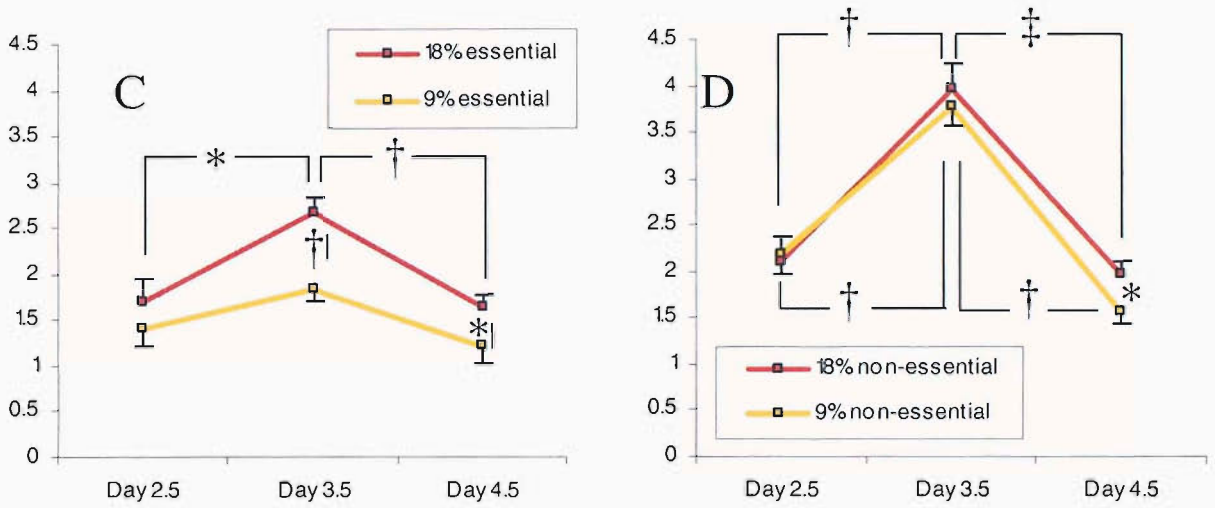 4.5
4
3.5
3
2.5
2
1.5
1
0.5
0
C
18% essential
9% essential
*
†
‡
*
Day 2.5
Day 3.5
Day 4.5
4.5
4
3.5
3
2.5
2
1.5
1
0.5
0
D
†
‡
†
†
*
18% non-essential
9% non-essential
Day 2.5
Day 3.5
Day 4.5